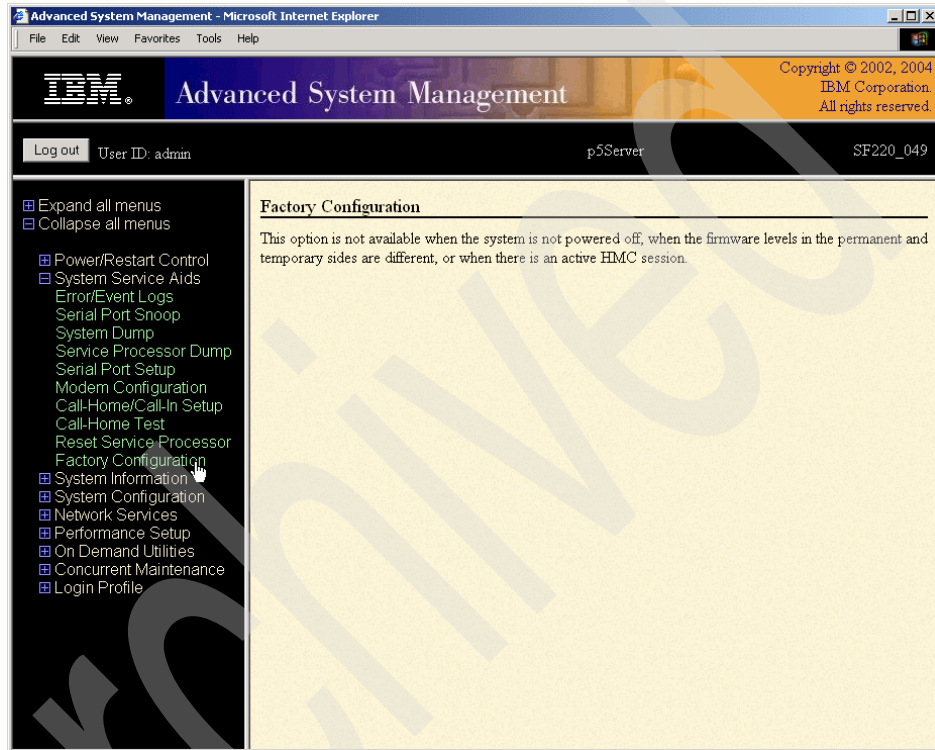 Advanced System Management - Microsoft Internet Explorer
File Edit View Favorites Tools Help
IBM®
Advanced System Management
Copyright © 2002, 2004
IBM Corporation.
All rights reserved.
Log out User ID: admin p5Server SF220_049
Expand all menus
Collapse all menus
Power/Restart Control
System Service Aids
Error/Event Logs
Serial Port Snoop
System Dump
Service Processor Dump
Serial Port Setup
Modem Configuration
Call-Home/Call-In Setup
Call-Home Test
Reset Service Processor
Factory Configuration
System Information
System Configuration
Network Services
Performance Setup
On Demand Utilities
Concurrent Maintenance
Login Profile
Factory Configuration
This option is not available when the system is not powered off, when the firmware levels in the permanent and
temporary sides are different, or when there is an active HMC session.
chived